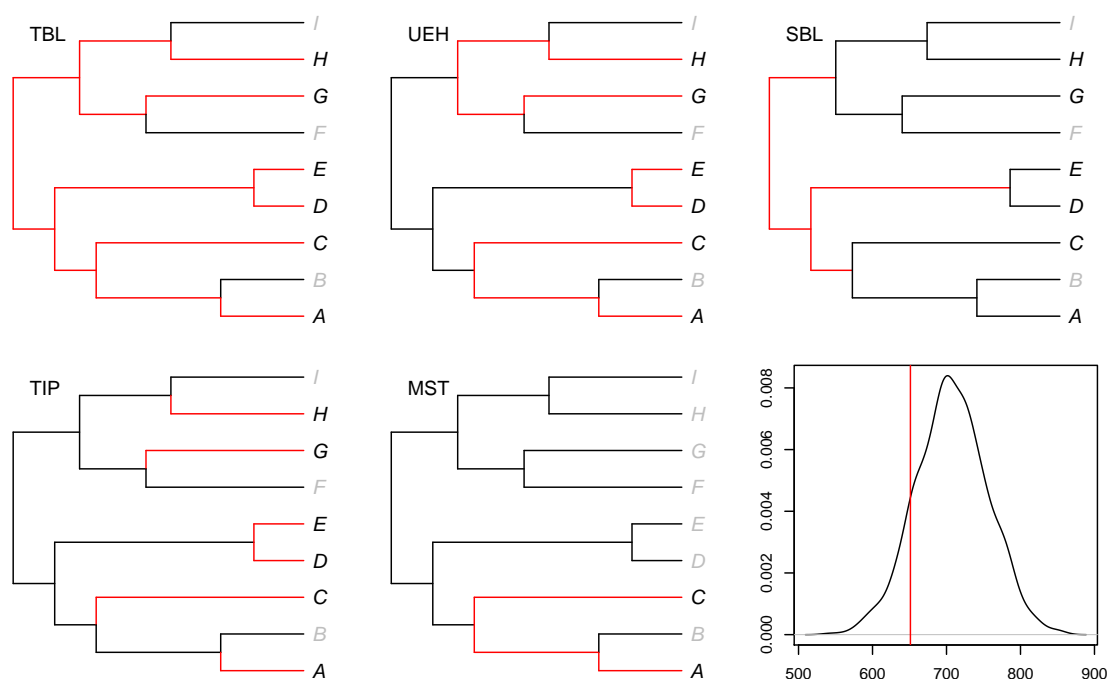 TBL
I
H
G
F
E
D
C
B
A
UEH
I
H
G
F
E
D
C
B
A
SBL
I
H
G
F
E
D
C
B
A
TIP
I
H
G
F
E
D
C
B
A
MST
I
H
G
F
E
D
C
B
A
0.008
0.006
0.004
0.002
0.000
500 600 700 800 900